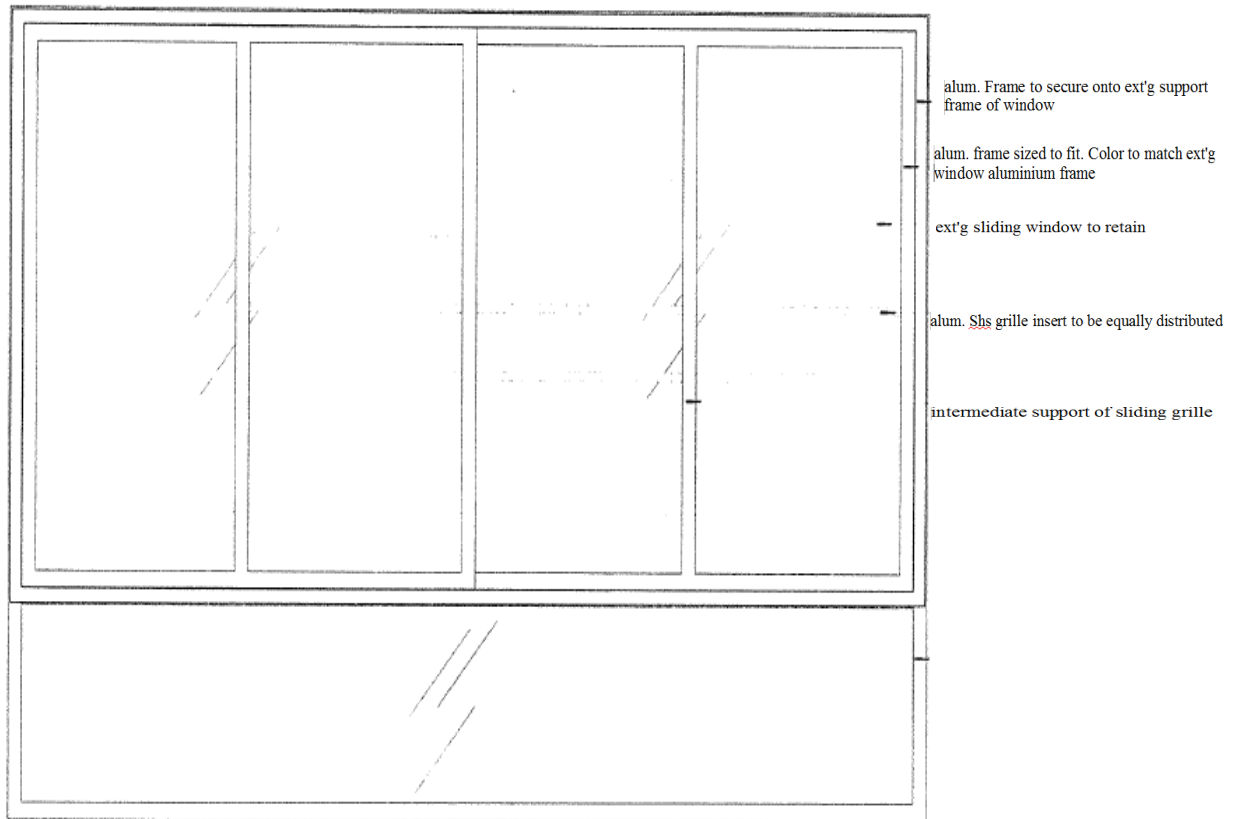 alum. Frame to secure onto ext'g support
frame of window
alum. frame sized to fit. Color to match ext'g
window aluminium frame
ext'g sliding window to retain
alum. Shs grille insert to be equally distributed
intermediate support of sliding grille